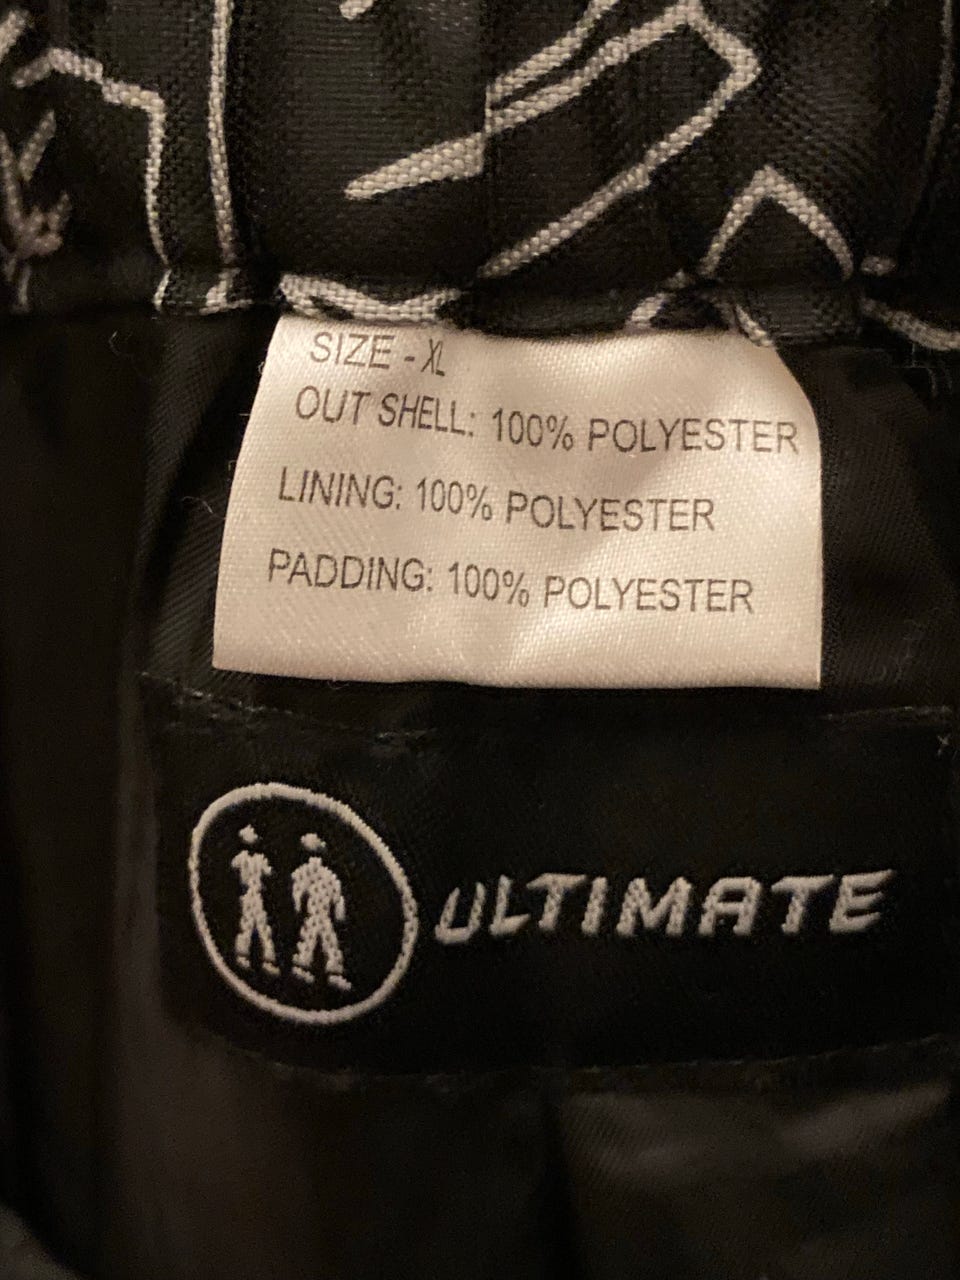 SIZE - XL
OUT SHELL: 100% POLYESTER
LINING: 100% POLYESTER
PADDING: 100% POLYESTER
ULTIMATE